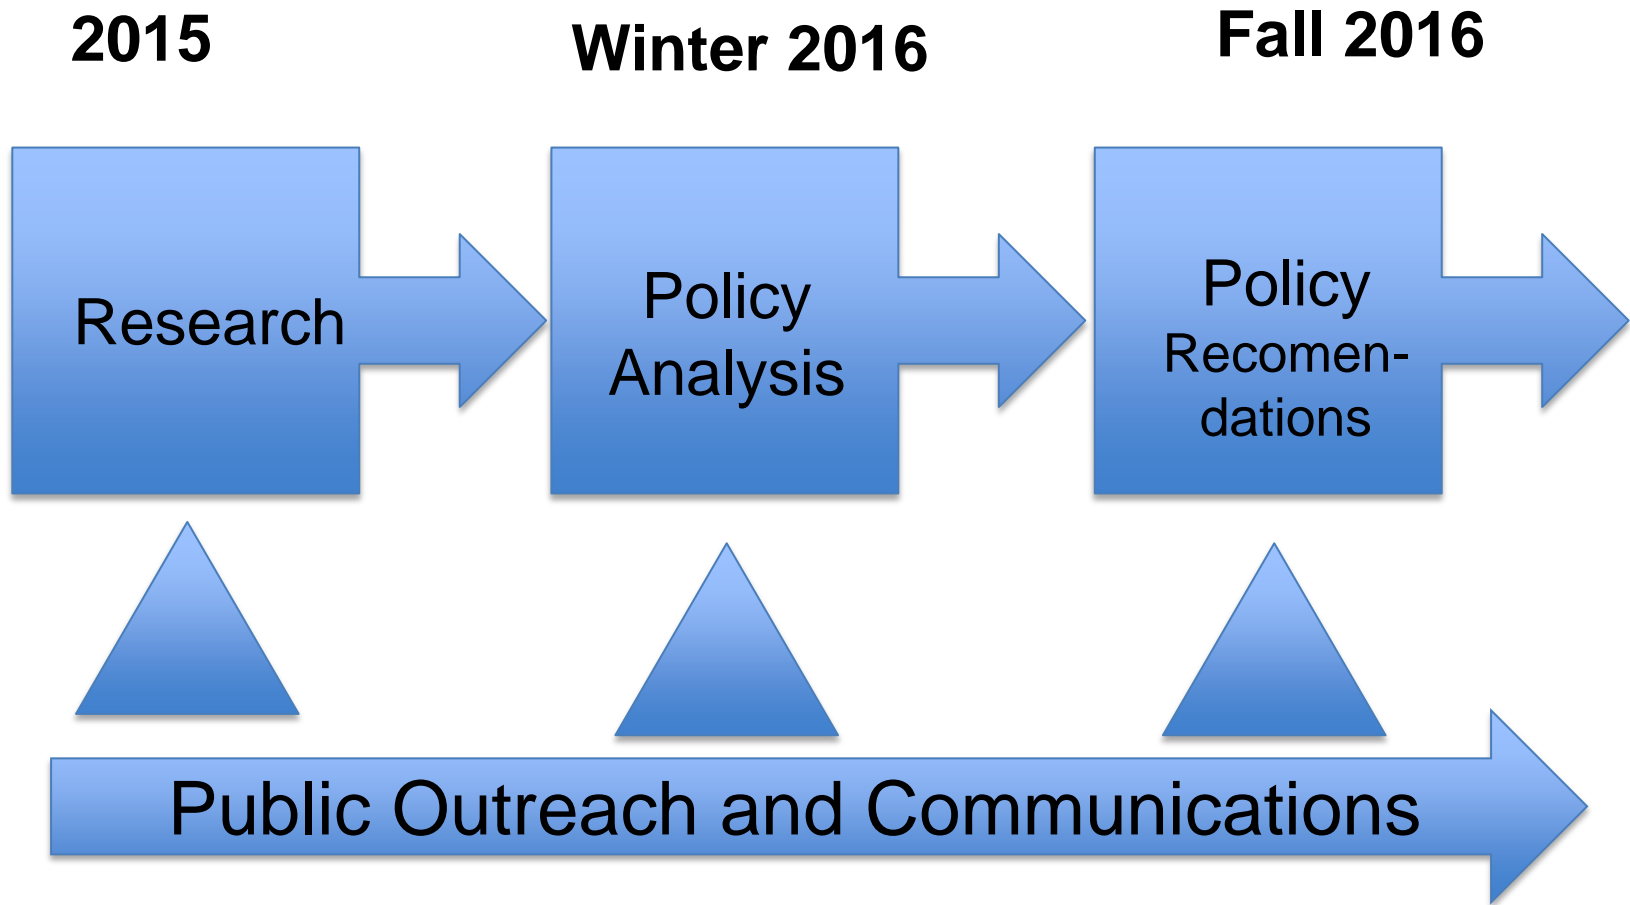 2015
Winter 2016
Fall 2016
Research
Policy
Analysis
Policy
Recomen-
dations
Public Outreach and Communications